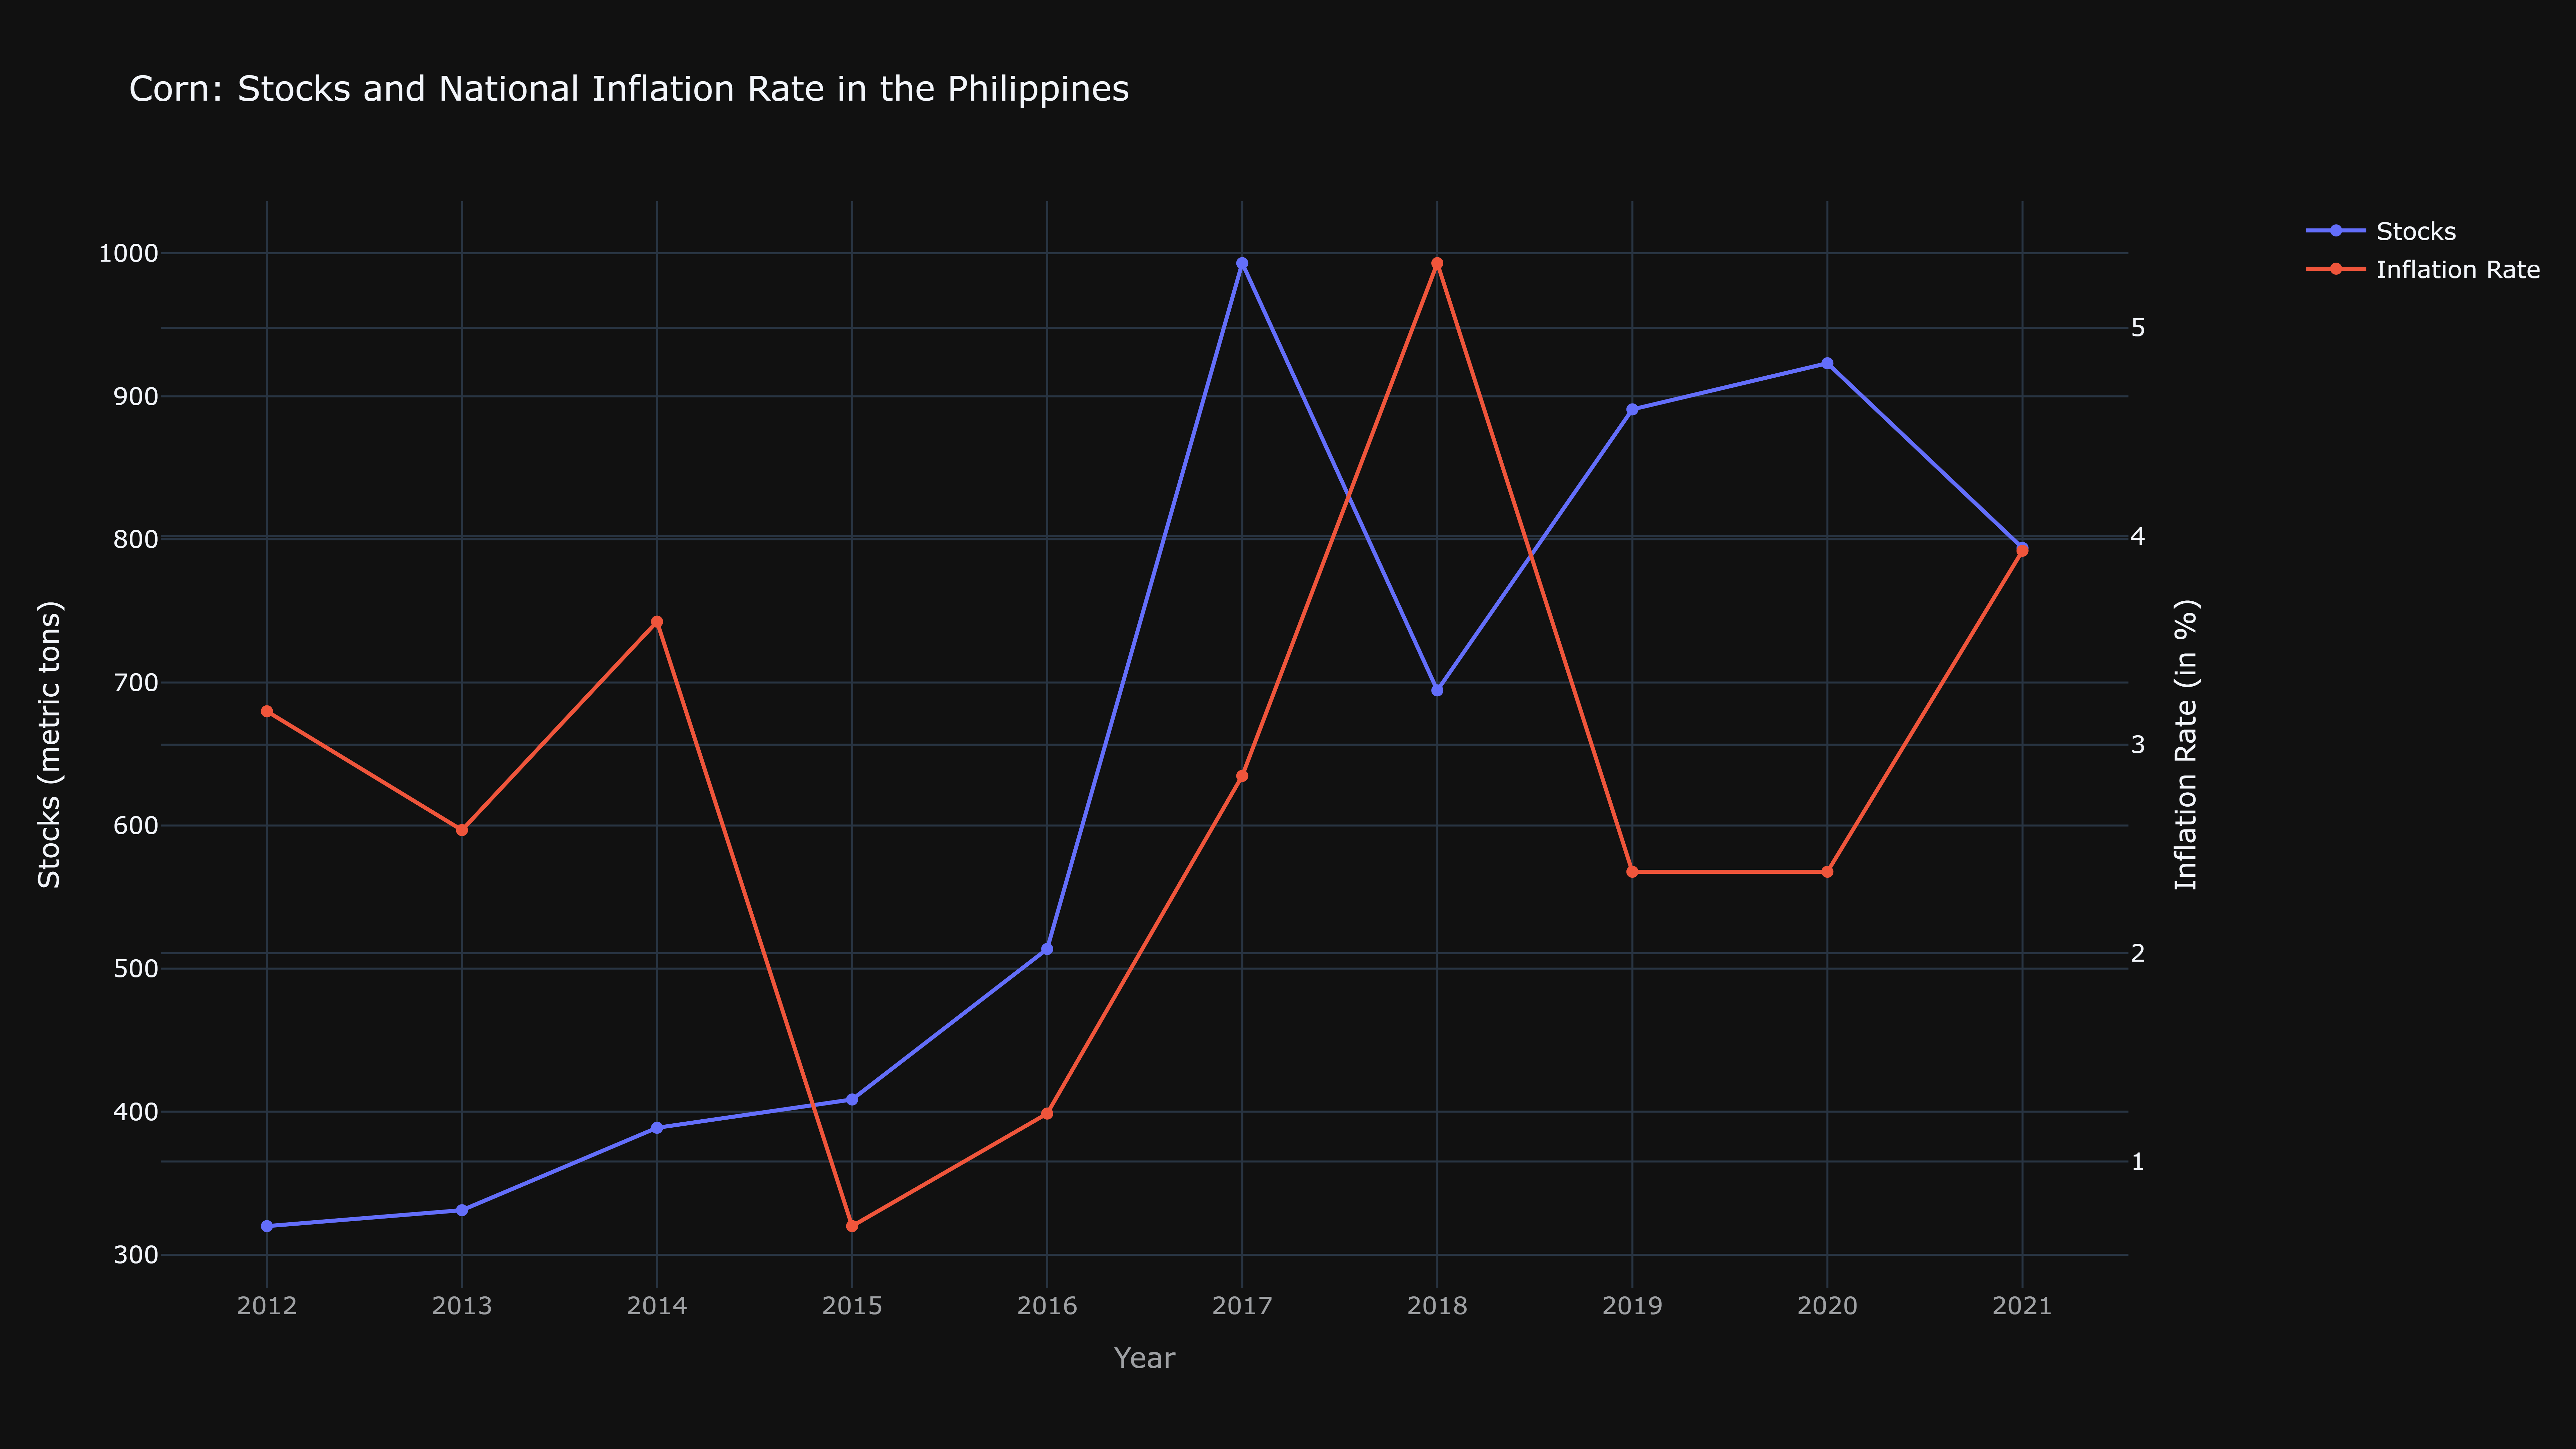 Corn: Stocks and National Inflation Rate in the Philippines
Stocks
Inflation Rate
Stocks (metric tons)
1000
900
800
700
600
500
400
300
5
4
3
2
1
Inflation Rate (in %)
2012 2013 2014 2015 2016 2017 2018 2019 2020 2021
Year